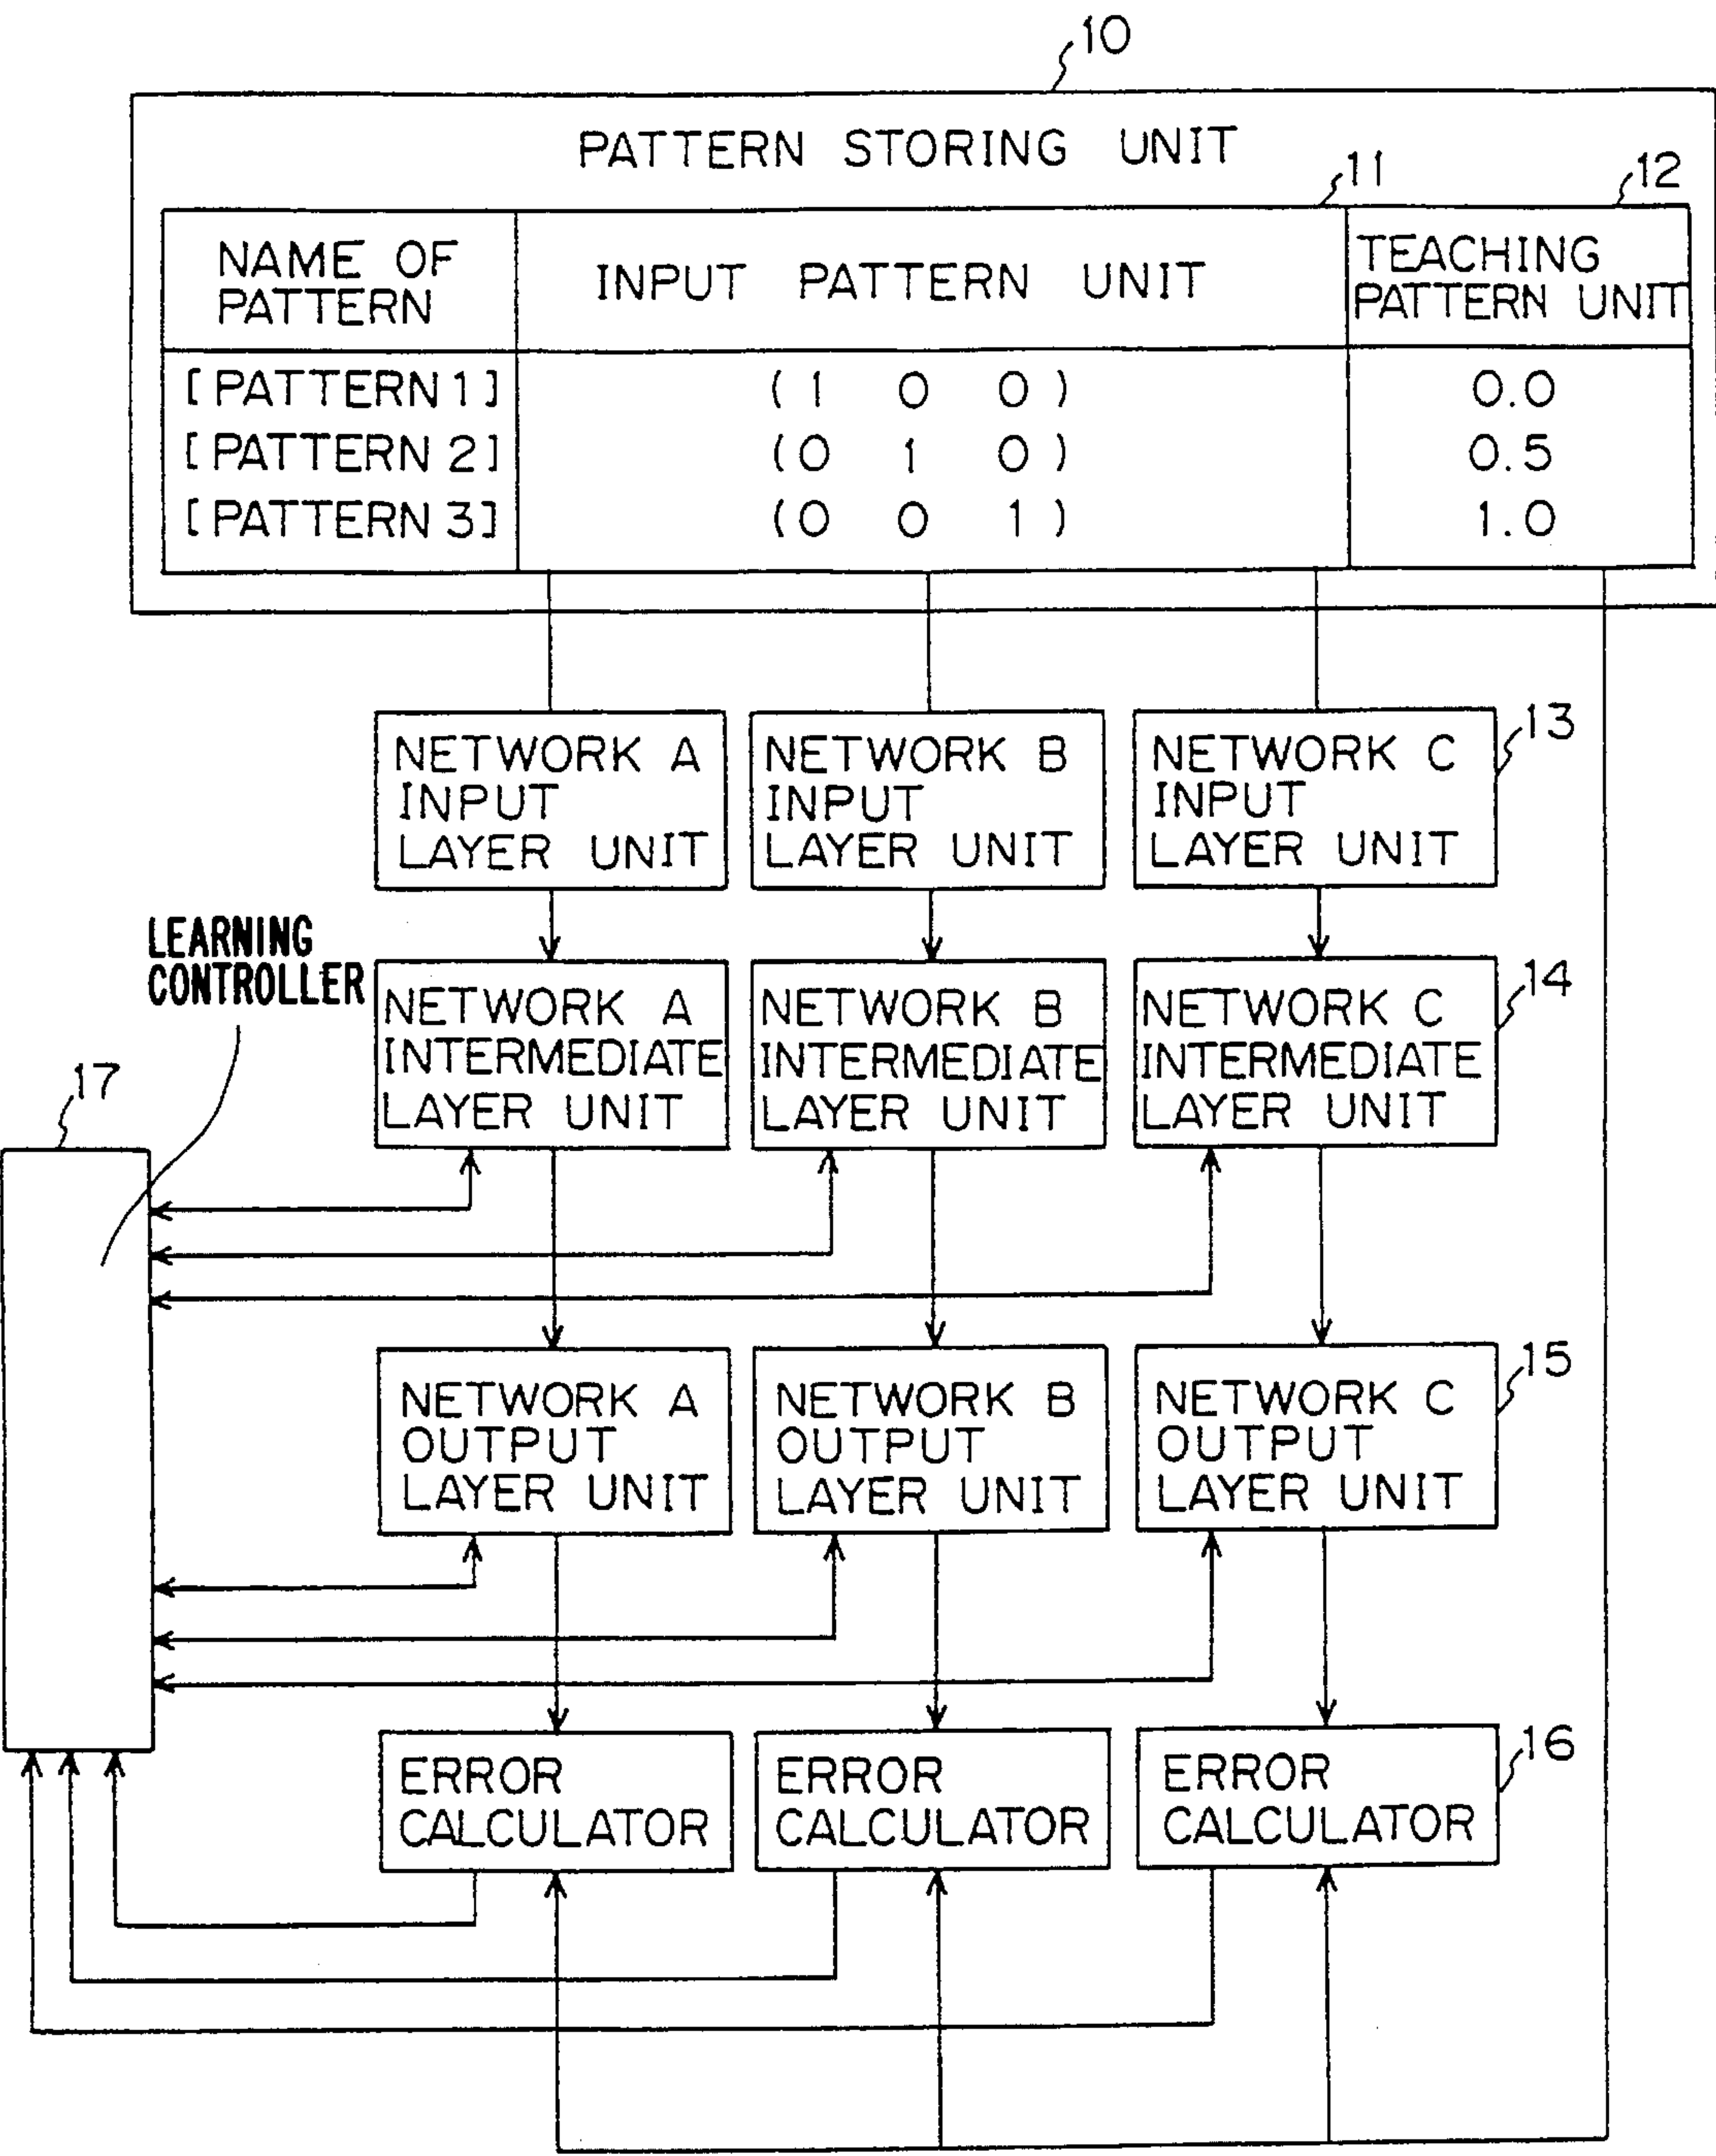 10
PATTERN STORING UNIT
11
12
NAME OF
PATTERN
INPUT PATTERN UNIT
TEACHING
PATTERN UNIT
[PATTERN 1] (1 0 0) 0.0
[PATTERN 2] (0 1 0) 0.5
[PATTERN 3] (0 0 1) 1.0
NETWORK A
INPUT
LAYER UNIT
NETWORK B
INPUT
LAYER UNIT
NETWORK C
INPUT
LAYER UNIT
13
LEARNING
CONTROLLER
NETWORK A
INTERMEDIATE
LAYER UNIT
NETWORK B
INTERMEDIATE
LAYER UNIT
NETWORK C
INTERMEDIATE
LAYER UNIT
14
17
NETWORK A
OUTPUT
LAYER UNIT
NETWORK B
OUTPUT
LAYER UNIT
NETWORK C
OUTPUT
LAYER UNIT
15
ERROR
CALCULATOR
ERROR
CALCULATOR
ERROR
CALCULATOR
16